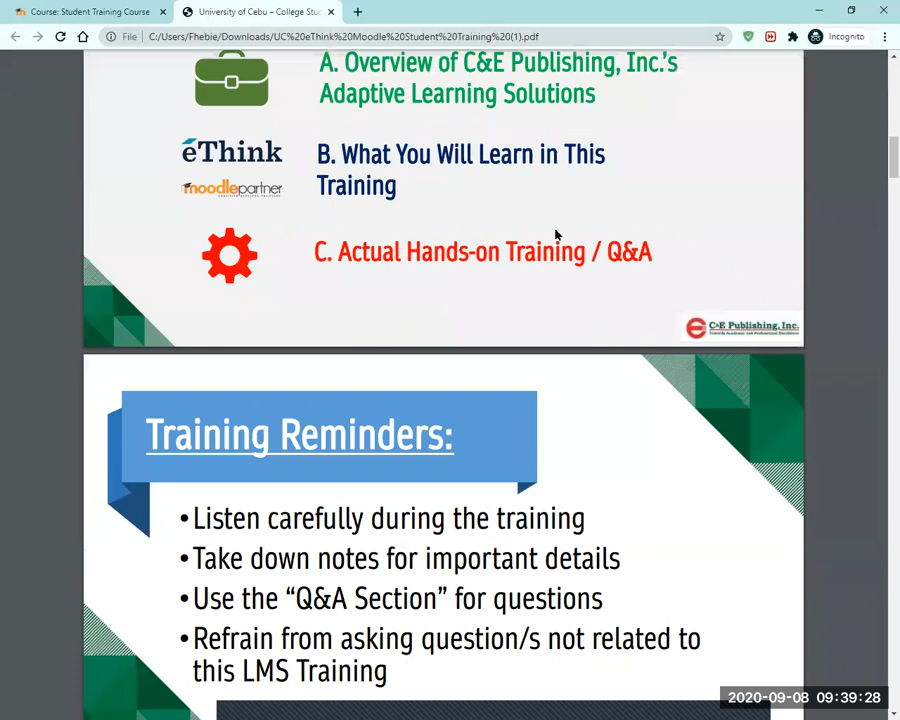 Course: Student Training Course
University of Cebu – College Stu
File
C:/Users/Fhebie/Downloads/UC%20eThink%20Moodle%20Student%20Training%20(1).pdf
Incognito
A. Overview of C&E Publishing, Inc.'s
Adaptive Learning Solutions
eThink
moodlepartner
B. What You Will Learn in This
Training
C. Actual Hands-on Training / Q&A
C&E Publishing, Inc.
Training Reminders:
•Listen carefully during the training
•Take down notes for important details
•Use the “Q&A Section” for questions
•Refrain from asking question/s not related to
this LMS Training
2020-09-08 09:39:28